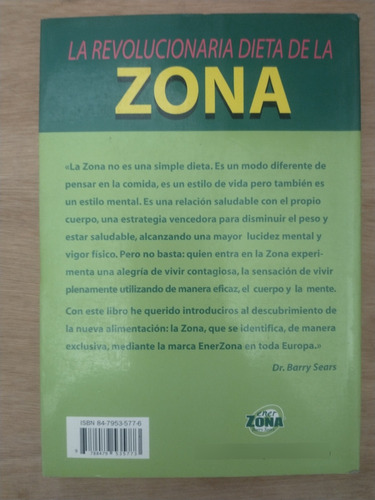 LA REVOLUCIONARIA DIETA DE LA
ZONA
«La Zona no es una simple dieta. Es un modo diferente de
pensar en la comida, es un estilo de vida pero también es
un estilo mental. Es una relación saludable con el propio
cuerpo, una estrategia vencedora para disminuir el peso y
estar saludable, alcanzando una mayor lucidez mental y
vigor físico. Pero no basta: quien entra en la Zona experi-
menta una alegría de vivir contagiosa, la sensación de vivir
plenamente utilizando de manera eficaz, el cuerpo y la mente.
Con este libro he querido introduciros al descubrimiento de
la nueva alimentación: la Zona, que se identifica, de manera
exclusiva, mediante la marca EnerZona en toda Europa.»
Dr. Barry Sears
ISBN 84-7953-577-6
ener
ZONA